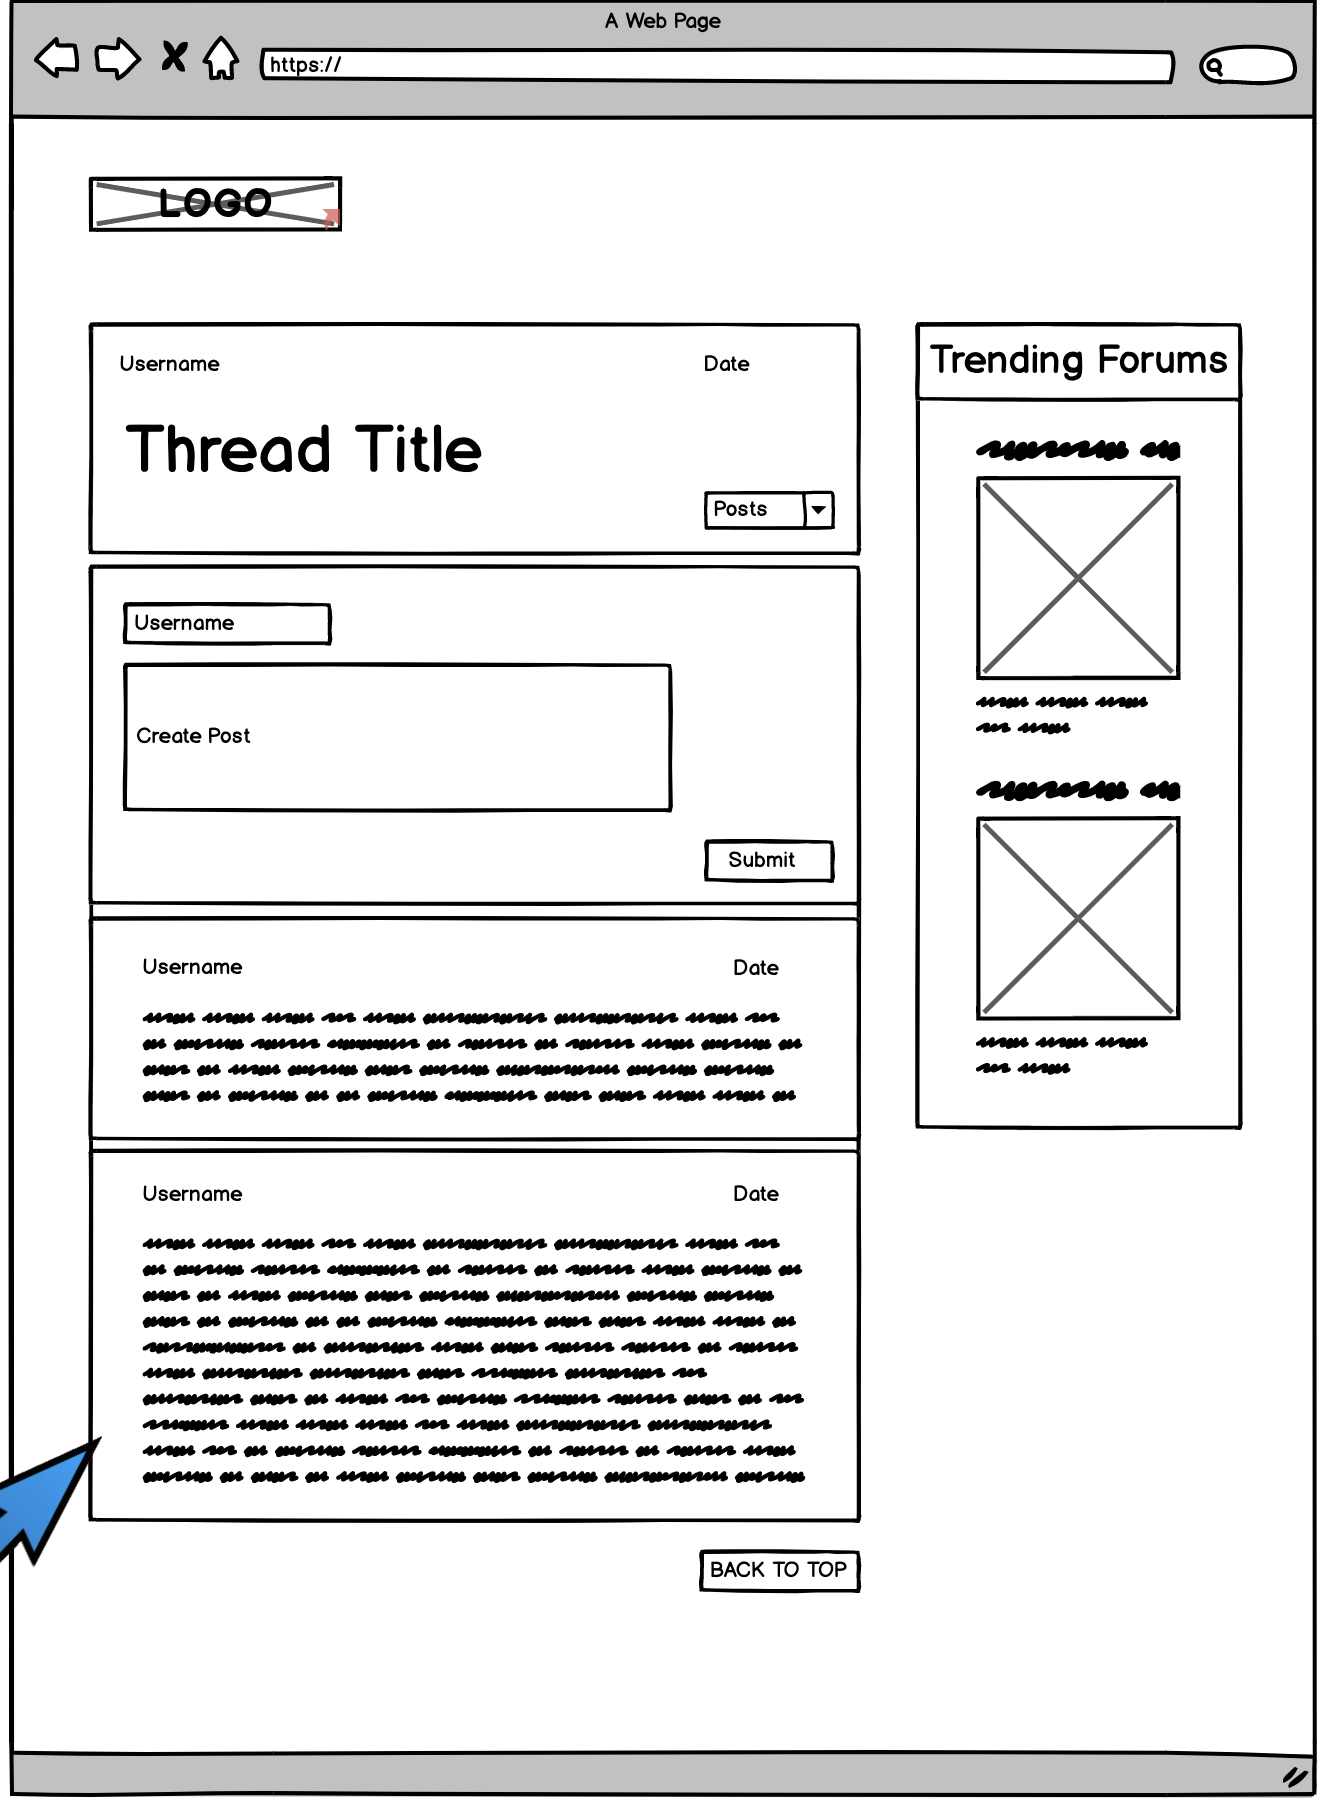 A Web Page
https://
LOGO
Username Date
Thread Title
Posts
Username
Create Post
Submit
Username Date
Username Date
BACK TO TOP
Trending Forums